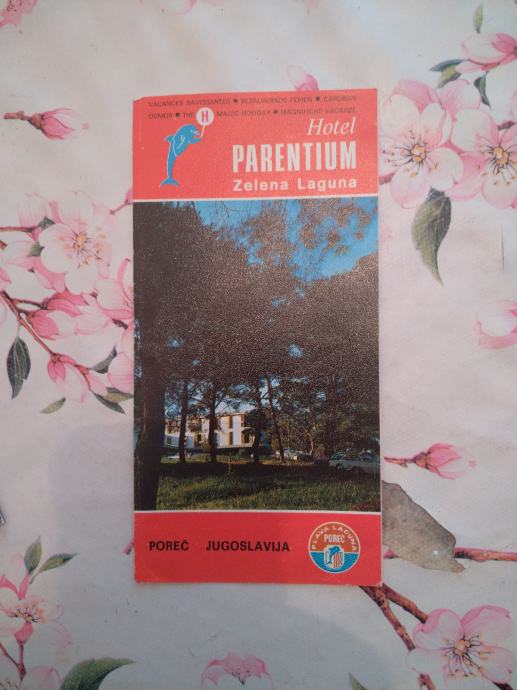 VACANCES RAVISSANTES • BEZAUBERNDE FERIEN • ČAROBAN
ODMOR • THE H MAGIC HOLIDAY • MAGNIFICHE VACANZE
Hotel
PARENTIUM
Zelena Laguna
POREČ JUGOSLAVIJA
PLAVA LAGUNA
POREČ